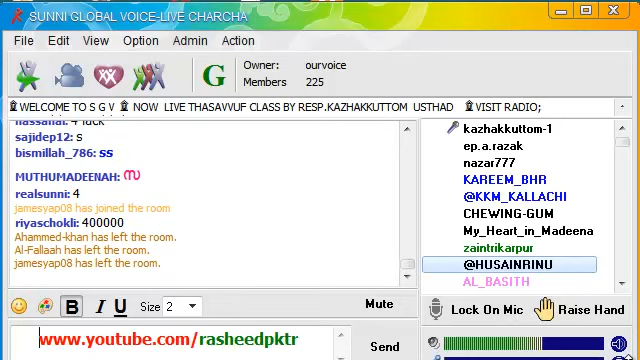 SUNNI GLOBAL VOICE-LIVE CHARCHA
File Edit View Option Admin Action
Owner: ourvoice
Members 225
WELCOME TO S G V NOW LIVE THASAVVUF CLASS BY RESP.KAZHAKKUTTOM USTHAD VISIT RADIO;
hassanai: 4 luck
sajidep12: s
bismillah_786: ss
MUTHUMADEENAH: സ
realsunni: 4
jamesyap08 has joined the room
riyaschokli: 400000
Ahammed-khan has left the room.
Al-Fallaah has left the room.
jamesyap08 has left the room.
kazhakkuttom-1
ep.a.razak
nazar777
KAREEM_BHR
@KKM_KALLACHI
CHEWING-GUM
My_Heart_in_Madeena
zaintrikarpur
@HUSAINRINU
AL_BASITH
B I U Size 2 Mute
Lock On Mic Raise Hand
www.youtube.com/rasheedpktr
Send